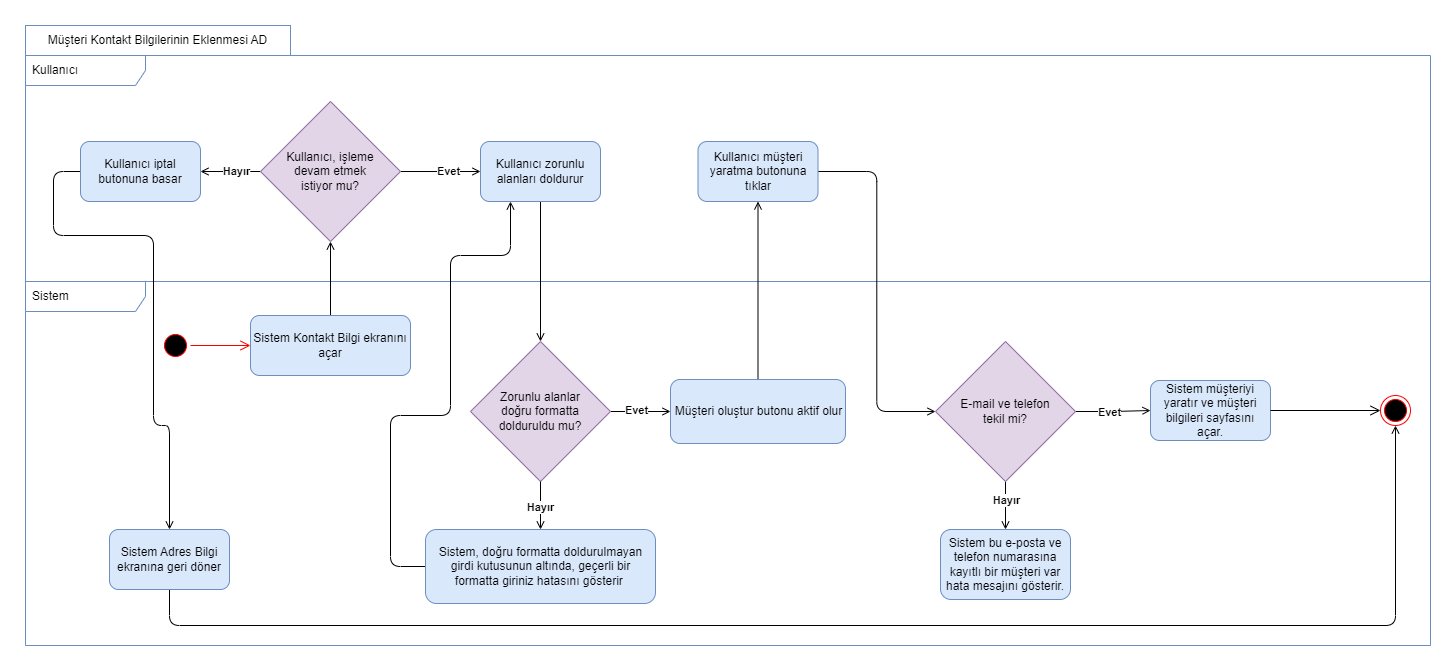 Müşteri Kontakt Bilgilerinin Eklenmesi AD
Kullanıcı
Kullanıcı iptal
butonuna basar
Hayır
Kullanıcı, işleme
devam etmek
istiyor mu?
Evet
Kullanıcı zorunlu
alanları doldurur
Kullanıcı müşteri
yaratma butonuna
tıklar
Sistem
Sistem Kontakt Bilgi ekranını
açar
Zorunlu alanlar
doğru formatta
dolduruldu mu?
Evet
Müşteri oluştur butonu aktif olur
E-mail ve telefon
tekil mi?
Evet
Sistem müşteriyi
yaratır ve müşteri
bilgileri sayfasını
açar.
Hayır
Hayır
Sistem Adres Bilgi
ekranına geri döner
Sistem, doğru formatta doldurulmayan
girdi kutusunun altında, geçerli bir
formatta giriniz hatasını gösterir
Sistem bu e-posta ve
telefon numarasına
kayıtlı bir müşteri var
hata mesajını gösterir.